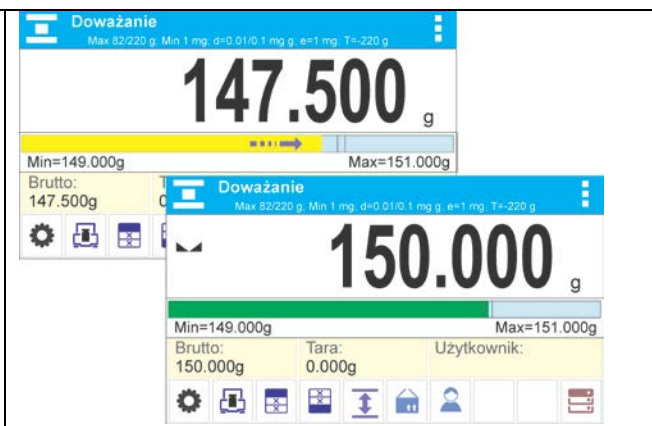 Doważanie
Max 82/220 g; Min 1 mg; d=0.01/0.1 mg g; e=1 mg; T=-220 g
147.500 g
Min=149.000g Max=151.000g
Brutto:
147.500g
Doważanie
Max 82/220 g; Min 1 mg; d=0.01/0.1 mg g; e=1 mg; T=-220 g
150.000 g
Min=149.000g Max=151.000g
Brutto: Tara: Użytkownik:
150.000g 0.000g